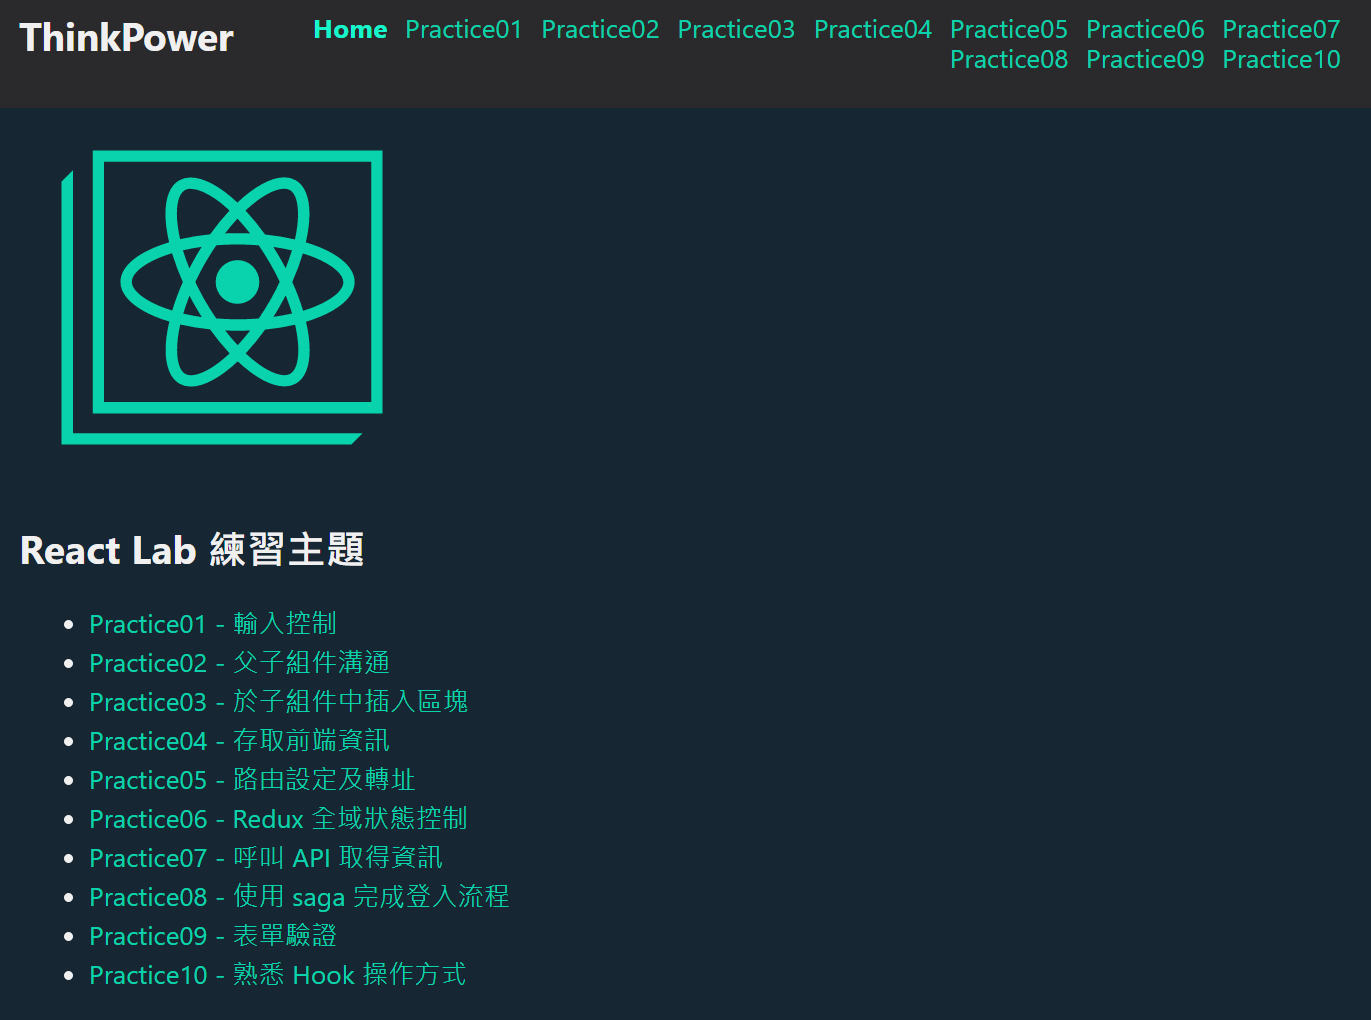 ThinkPower
Home Practice01 Practice02 Practice03 Practice04 Practice05 Practice06 Practice07
Practice08 Practice09 Practice10
React Lab 練習主題
Practice01 - 輸入控制
Practice02 - 父子組件溝通
Practice03 - 於子組件中插入區塊
Practice04 - 存取前端資訊
Practice05 - 路由設定及轉址
Practice06 - Redux 全域狀態控制
Practice07 - 呼叫 API 取得資訊
Practice08 - 使用 saga 完成登入流程
Practice09 - 表單驗證
Practice10 - 熟悉 Hook 操作方式